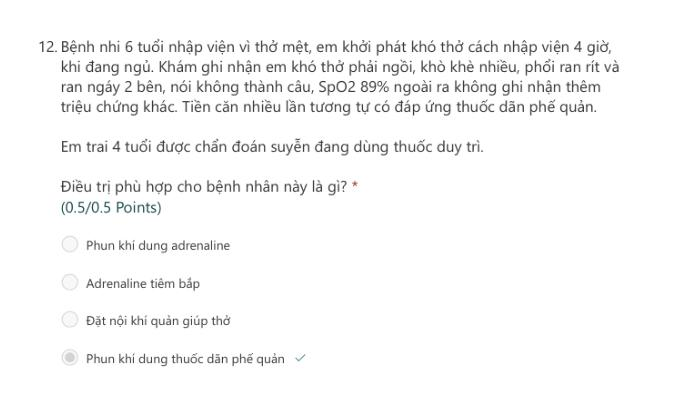 12. Bệnh nhi 6 tuổi nhập viện vì thở mệt, em khởi phát khó thở cách nhập viện 4 giờ,
khi đang ngủ. Khám ghi nhận em khó thở phải ngồi, khò khè nhiều, phổi ran rít và
ran ngáy 2 bên, nói không thành câu, SpO2 89% ngoài ra không ghi nhận thêm
triệu chứng khác. Tiền căn nhiều lần tương tự có đáp ứng thuốc dãn phế quản.
Em trai 4 tuổi được chẩn đoán suyễn đang dùng thuốc duy trì.
Điều trị phù hợp cho bệnh nhân này là gì? *
(0.5/0.5 Points)
Phun khí dung adrenaline
Adrenaline tiêm bắp
Đặt nội khí quản giúp thở
Phun khí dung thuốc dãn phế quản